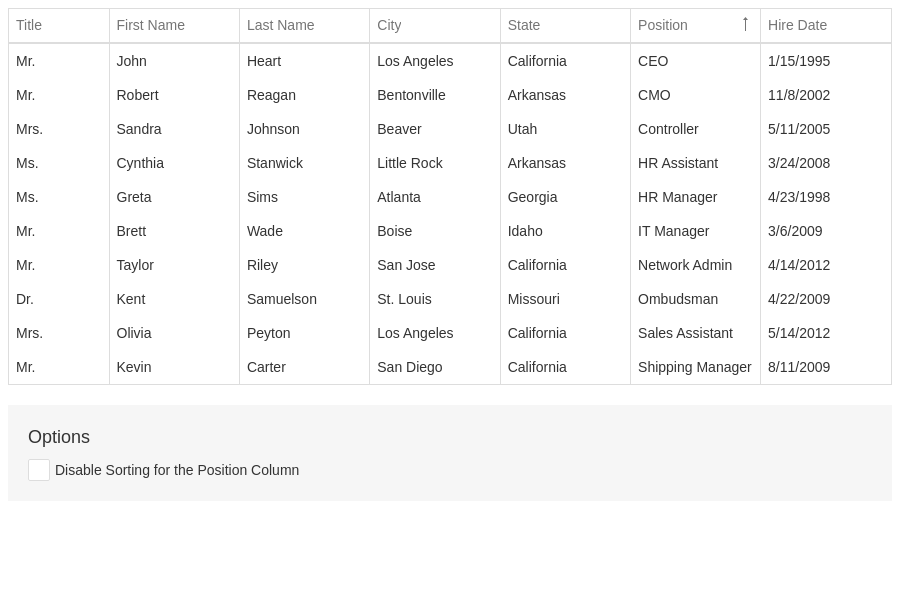 Title First Name Last Name City State Position ↑ Hire Date
Mr. John Heart Los Angeles California CEO 1/15/1995
Mr. Robert Reagan Bentonville Arkansas CMO 11/8/2002
Mrs. Sandra Johnson Beaver Utah Controller 5/11/2005
Ms. Cynthia Stanwick Little Rock Arkansas HR Assistant 3/24/2008
Ms. Greta Sims Atlanta Georgia HR Manager 4/23/1998
Mr. Brett Wade Boise Idaho IT Manager 3/6/2009
Mr. Taylor Riley San Jose California Network Admin 4/14/2012
Dr. Kent Samuelson St. Louis Missouri Ombudsman 4/22/2009
Mrs. Olivia Peyton Los Angeles California Sales Assistant 5/14/2012
Mr. Kevin Carter San Diego California Shipping Manager 8/11/2009
Options
Disable Sorting for the Position Column